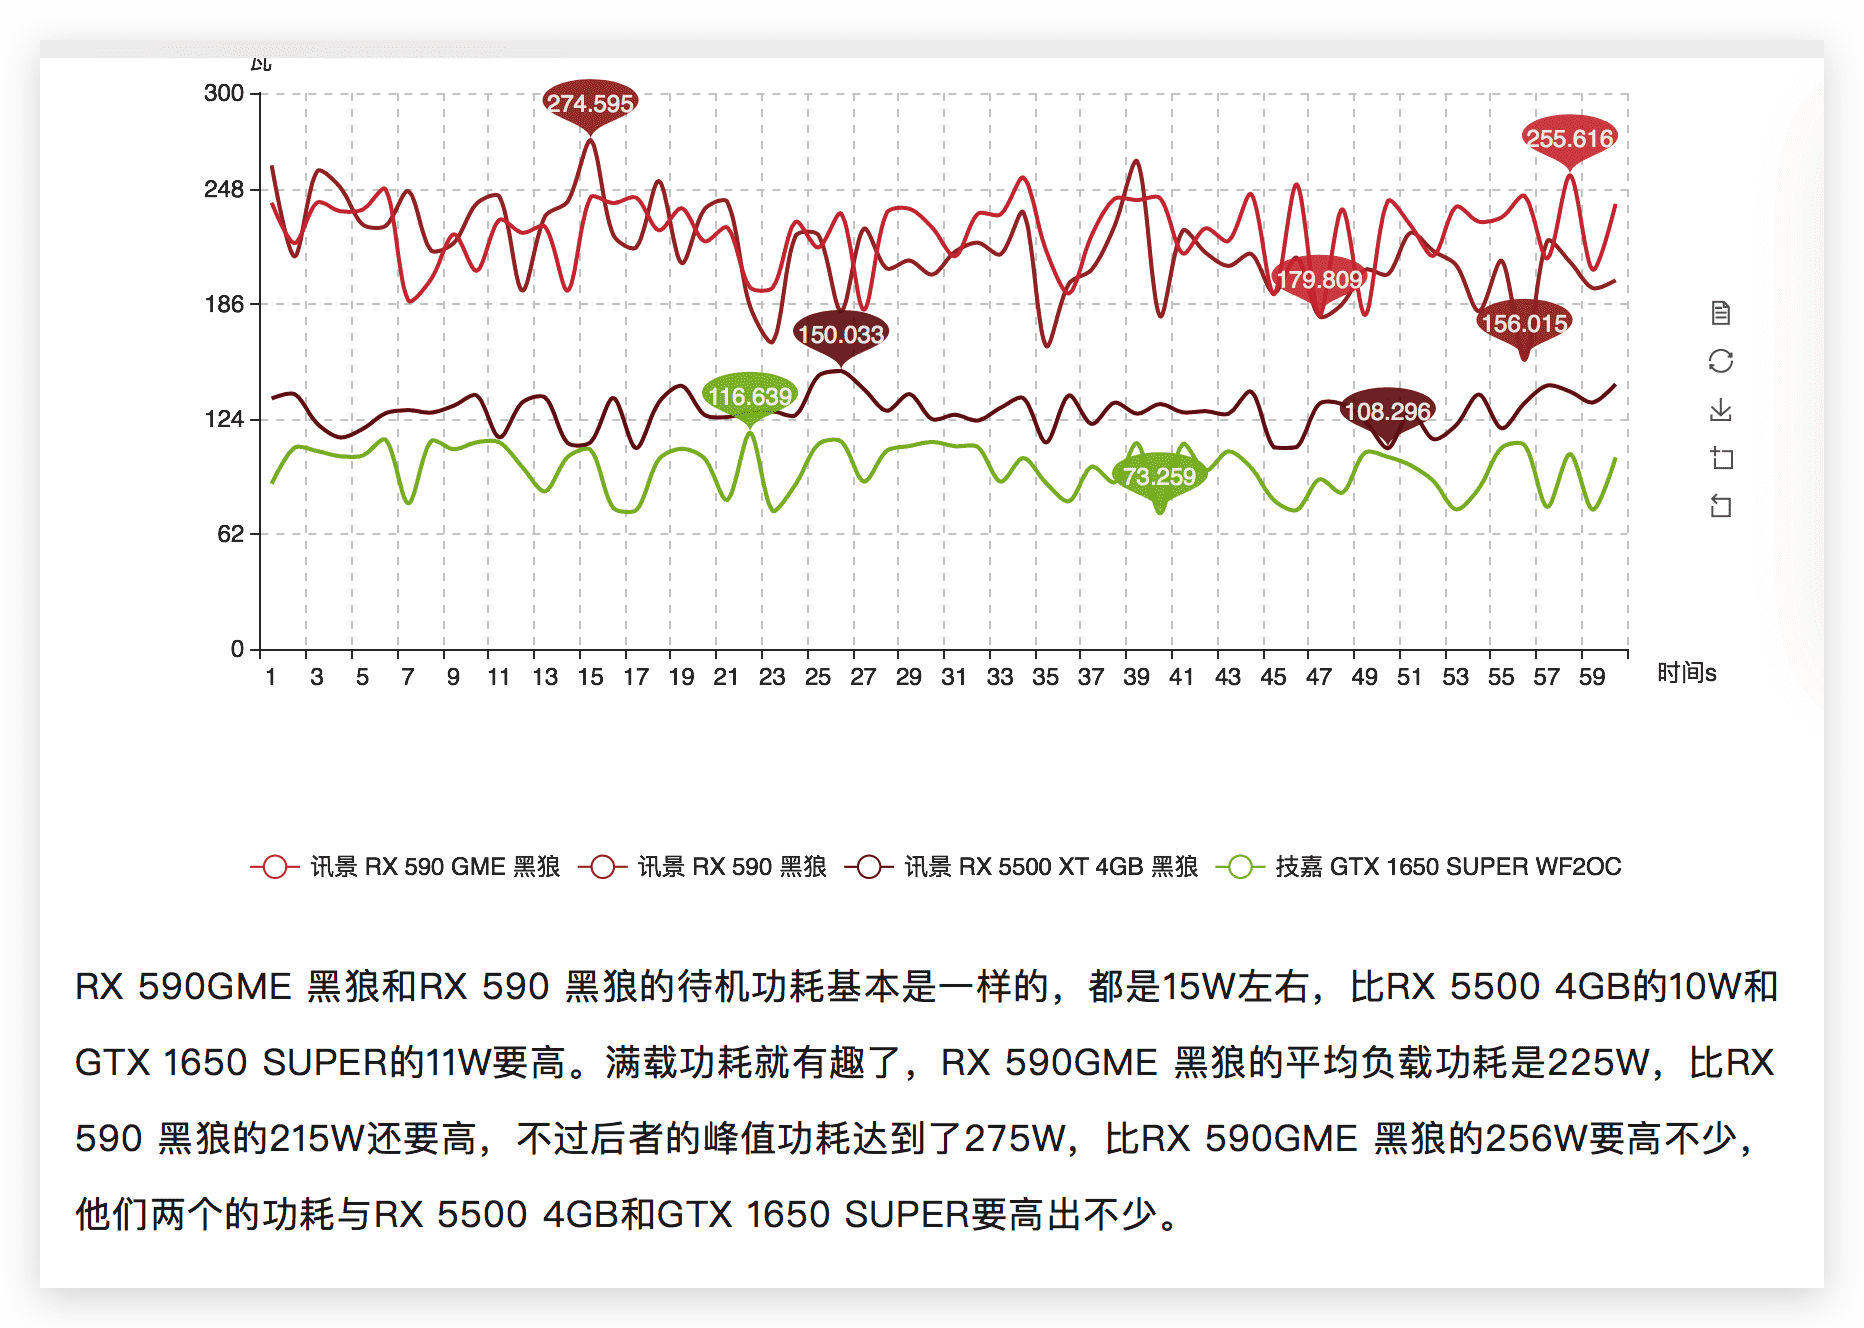 瓦
300
274.595
255.616
248
179.809
186
156.015
150.033
116.639
108.296
124
73.259
62
0
1 3 5 7 9 11 13 15 17 19 21 23 25 27 29 31 33 35 37 39 41 43 45 47 49 51 53 55 57 59 时间s
讯景 RX 590 GME 黑狼 讯景 RX 590 黑狼 讯景 RX 5500 XT 4GB 黑狼 技嘉 GTX 1650 SUPER WF2OC
RX 590GME 黑狼和RX 590 黑狼的待机功耗基本是一样的，都是15W左右，比RX 5500 4GB的10W和
GTX 1650 SUPER的11W要高。满载功耗就有趣了，RX 590GME 黑狼的平均负载功耗是225W，比RX
590 黑狼的215W还要高，不过后者的峰值功耗达到了275W，比RX 590GME 黑狼的256W要高不少，
他们两个的功耗与RX 5500 4GB和GTX 1650 SUPER要高出不少。